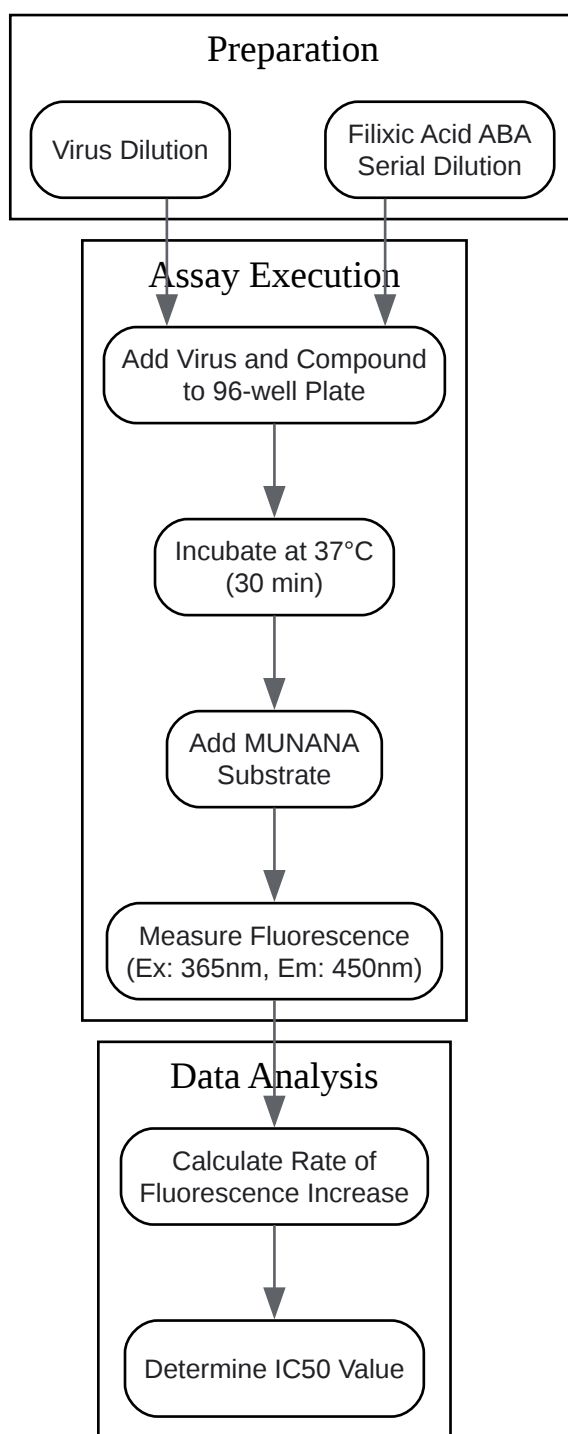 Preparation
Virus Dilution
Filixic Acid ABA
Serial Dilution
Assay Execution
Add Virus and Compound
to 96-well Plate
Incubate at 37°C
(30 min)
Add MUNANA
Substrate
Measure Fluorescence
(Ex: 365nm, Em: 450nm)
Data Analysis
Calculate Rate of
Fluorescence Increase
Determine IC50 Value